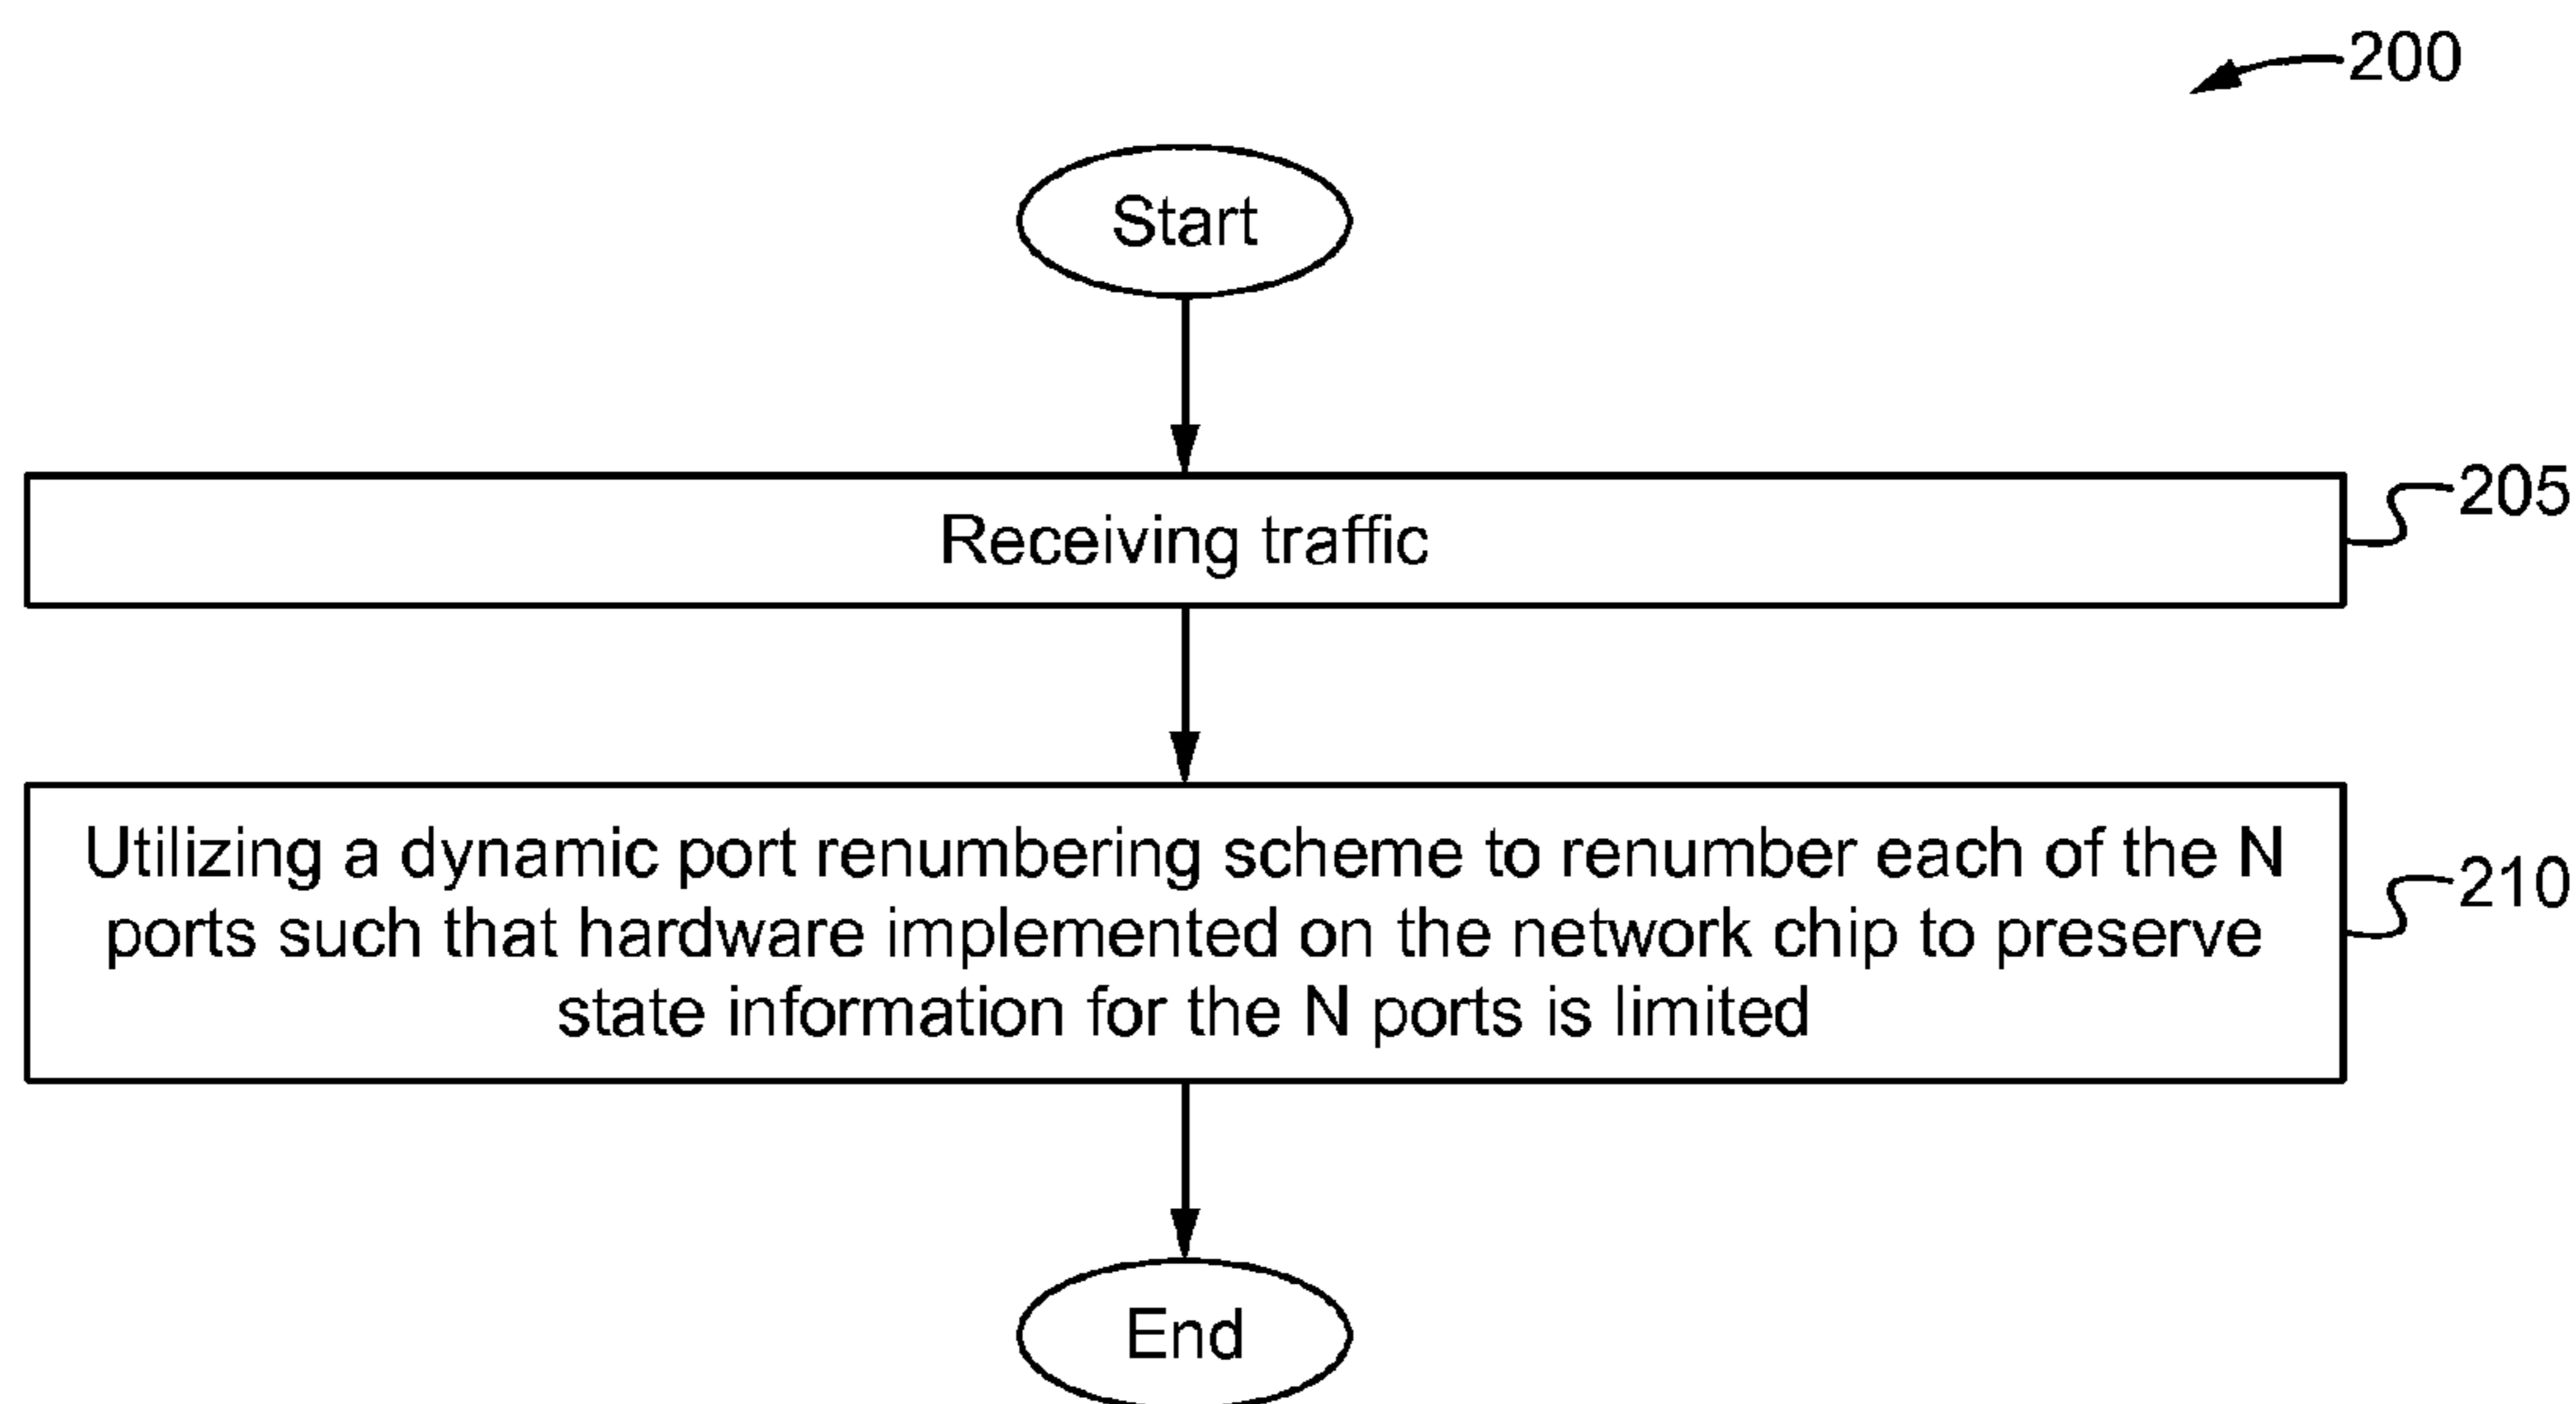 200
Start
Receiving traffic
205
Utilizing a dynamic port renumbering scheme to renumber each of the N
ports such that hardware implemented on the network chip to preserve
state information for the N ports is limited
210
End